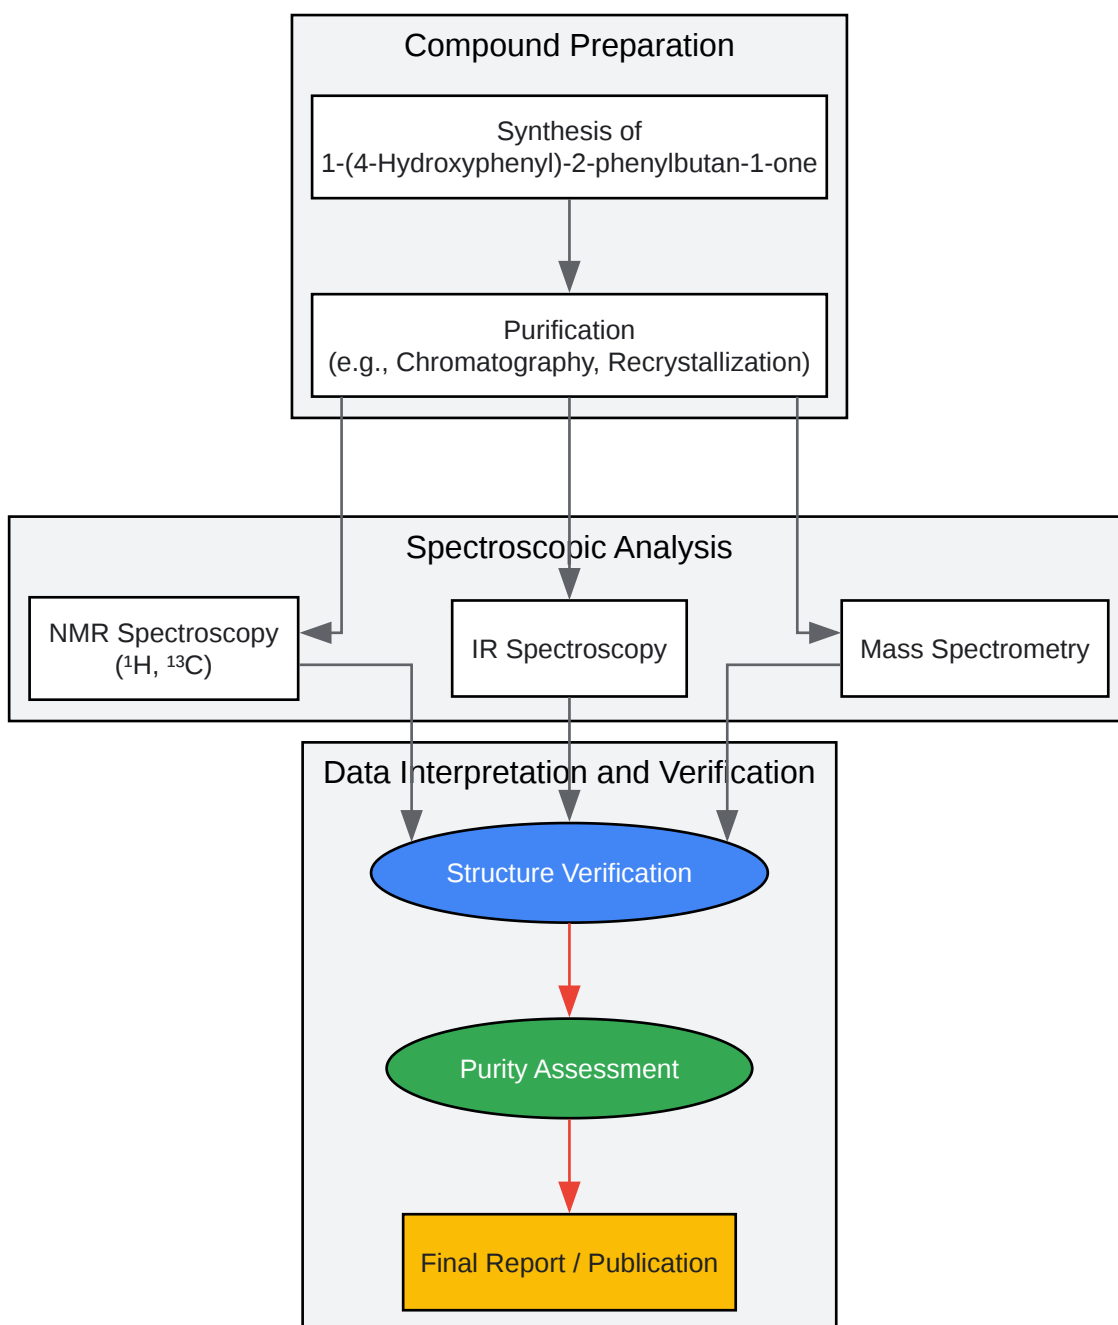 Compound Preparation
Synthesis of
1-(4-Hydroxyphenyl)-2-phenylbutan-1-one
Purification
(e.g., Chromatography, Recrystallization)
Spectroscopic Analysis
NMR Spectroscopy
(¹H, ¹³C)
IR Spectroscopy
Mass Spectrometry
Data Interpretation and Verification
Structure Verification
Purity Assessment
Final Report / Publication